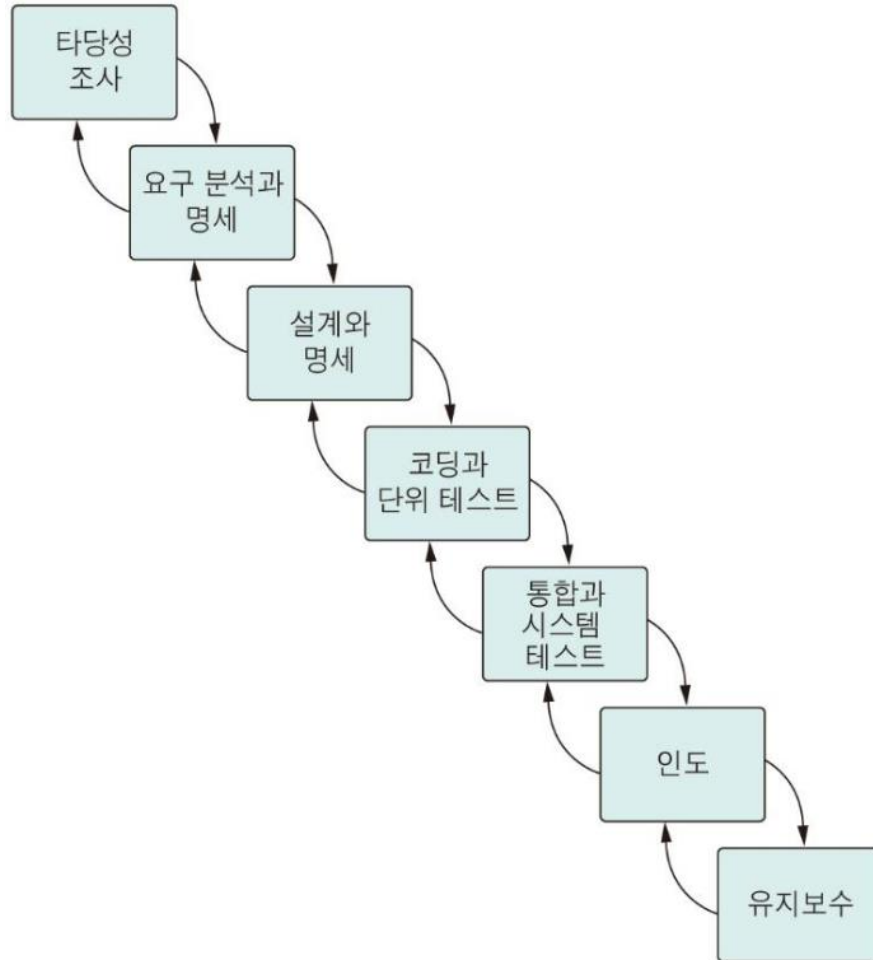 타당성
조사
요구 분석과
명세
설계와
명세
코딩과
단위 테스트
통합과
시스템
테스트
인도
유지보수